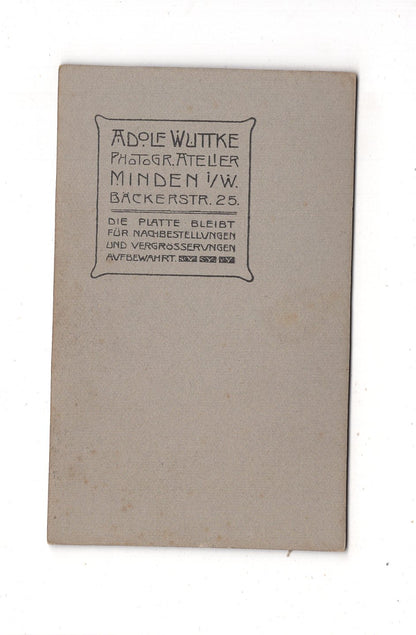 ADOLF WUTTKE
PHOTOGR. ATELIER
MINDEN i/W.
BÄCKERSTR. 25.
DIE PLATTE BLEIBT
FÜR NACHBESTELLUNGEN
UND VERGRÖSSERUNGEN
AUFBEWAHRT.